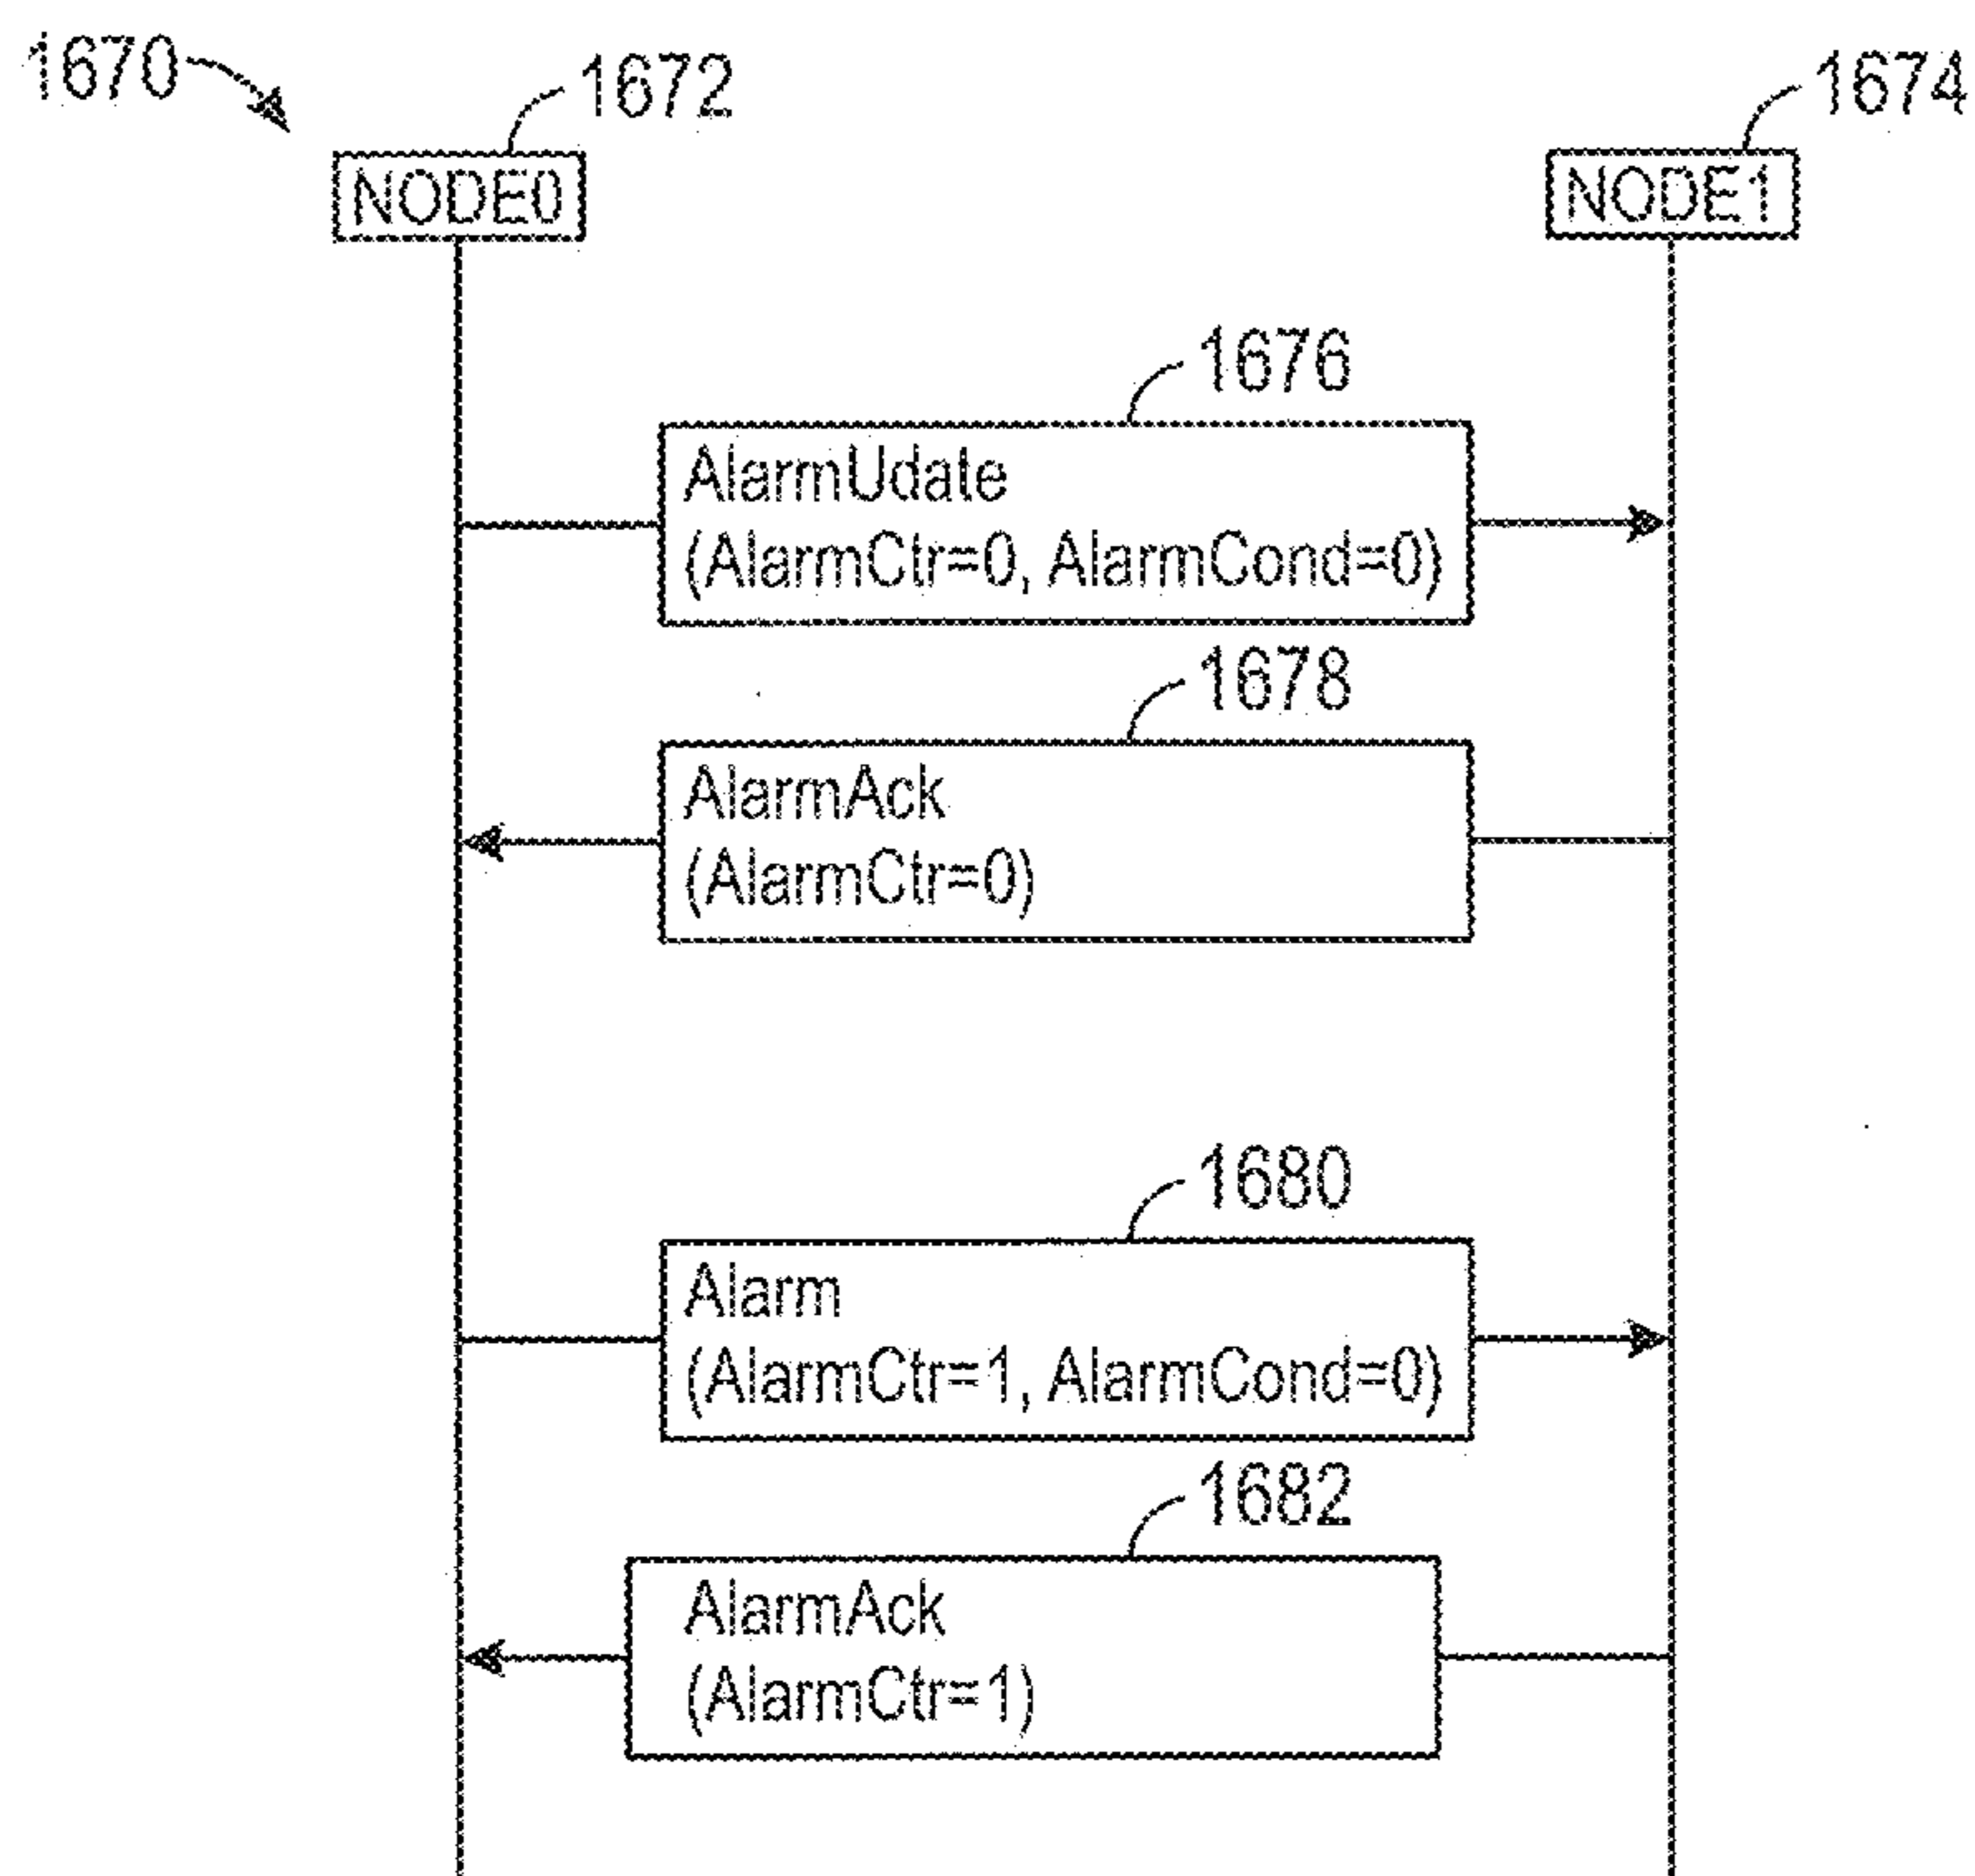 1670
1672
1674
NODE0
NODE1
1676
AlarmUdate
(AlarmCtr=0, AlarmCond=0)
1678
AlarmAck
(AlarmCtr=0)
1680
Alarm
(AlarmCtr=1, AlarmCond=0)
1682
AlarmAck
(AlarmCtr=1)